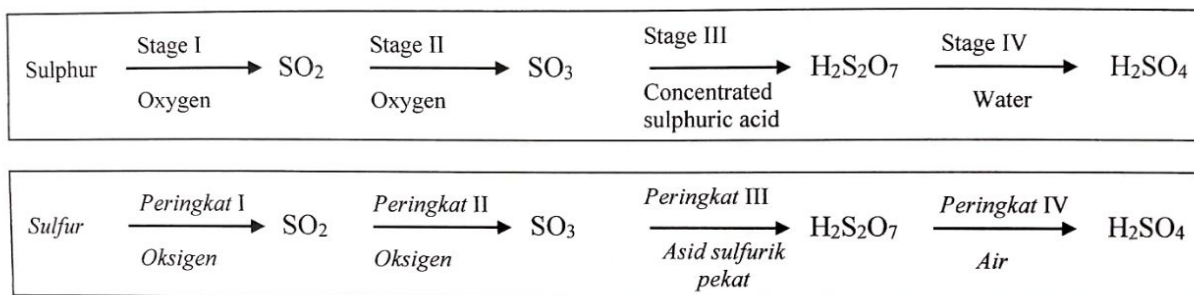 Stage I Stage II Stage III Stage IV
Sulphur SO₂ SO₃ H₂S₂O₇ H₂SO₄
Oxygen Oxygen Concentrated Water
sulphuric acid
Peringkat I Peringkat II Peringkat III Peringkat IV
Sulfur SO₂ SO₃ H₂S₂O₇ H₂SO₄
Oksigen Oksigen Asid sulfurik Air
pekat